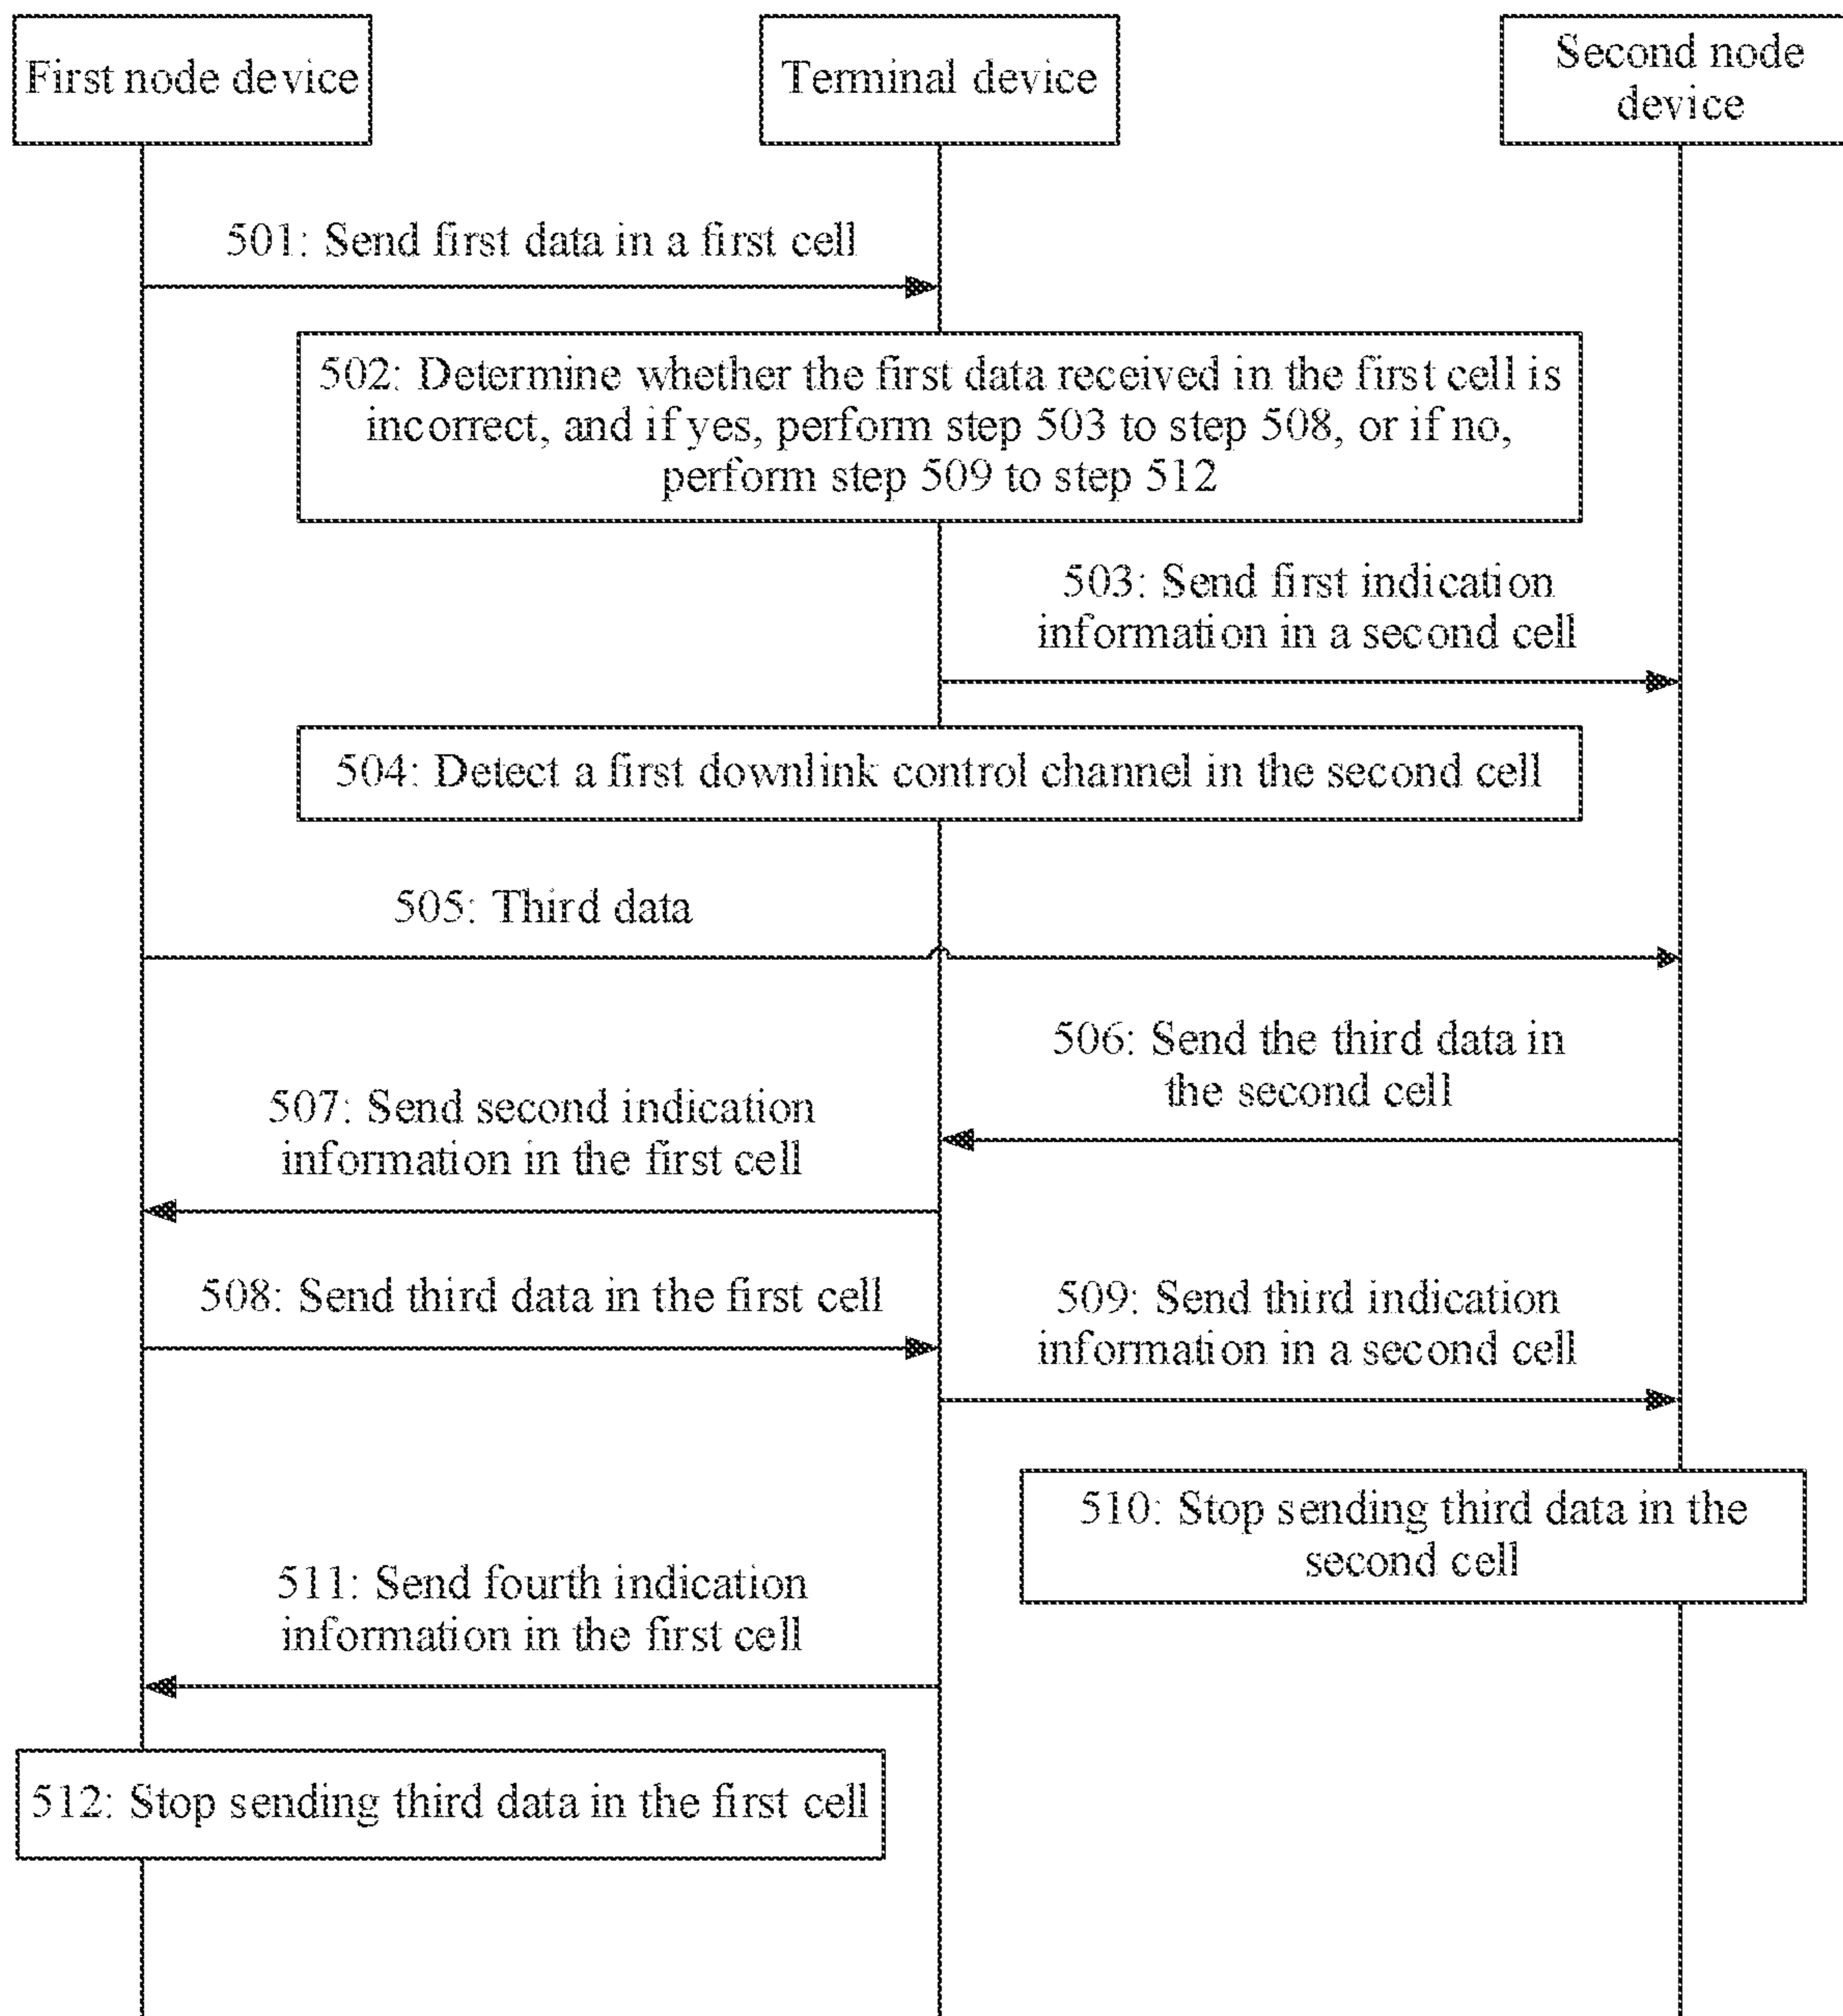 First node device
Terminal device
Second node
device
501: Send first data in a first cell
502: Determine whether the first data received in the first cell is
incorrect, and if yes, perform step 503 to step 508, or if no,
perform step 509 to step 512
503: Send first indication
information in a second cell
504: Detect a first downlink control channel in the second cell
505: Third data
506: Send the third data in
the second cell
507: Send second indication
information in the first cell
508: Send third data in the first cell
509: Send third indication
information in a second cell
510: Stop sending third data in the
second cell
511: Send fourth indication
information in the first cell
512: Stop sending third data in the first cell